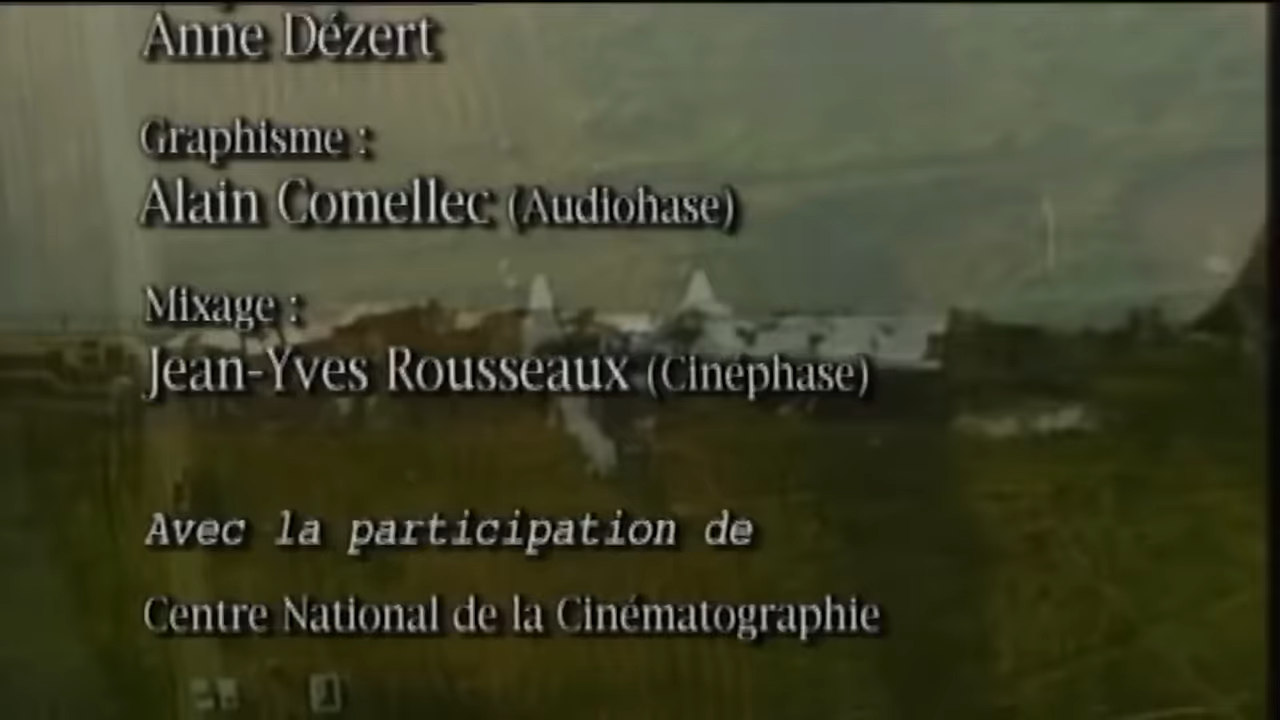 Anne Dézert
Graphisme :
Alain Comellec (Audiohase)
Mixage :
Jean-Yves Rousseaux (Cinéphase)
Avec la participation de
Centre National de la Cinématographie